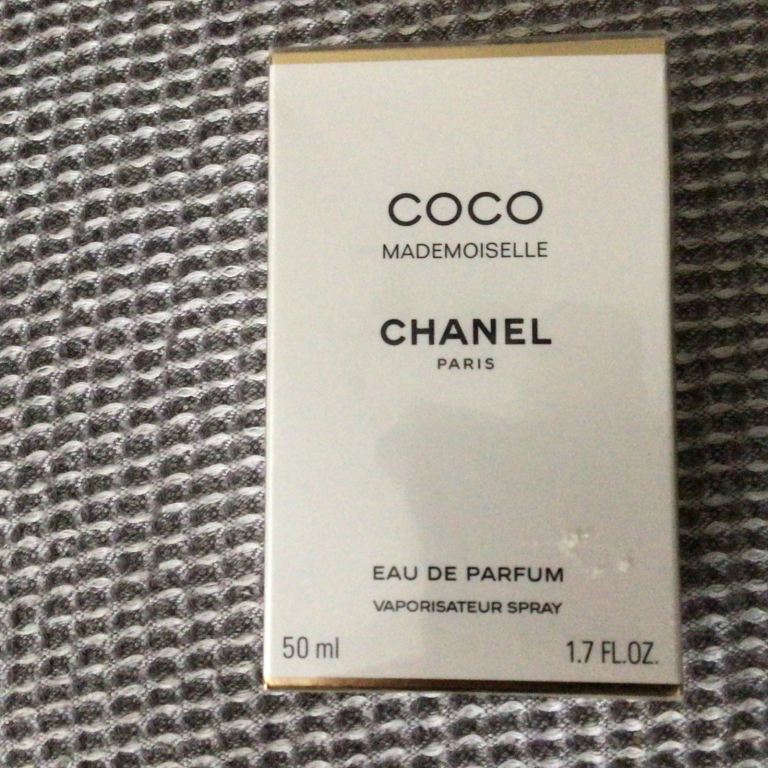 COCO
MADEMOISELLE
CHANEL
PARIS
EAU DE PARFUM
VAPORISATEUR SPRAY
50 ml 1.7 FL.OZ.